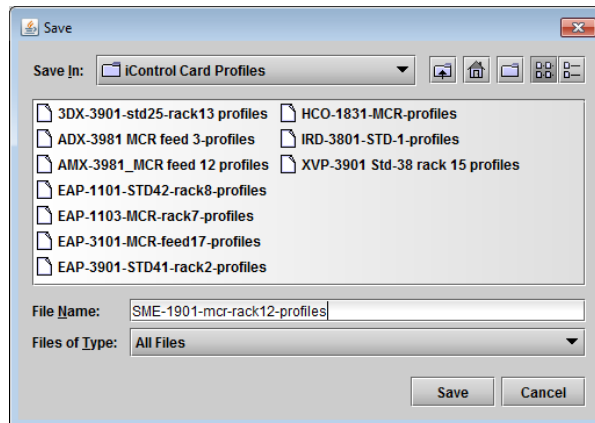 Save
Save In: iControl Card Profiles
3DX-3901-std25-rack13 profiles
ADX-3981 MCR feed 3-profiles
AMX-3981_MCR feed 12 profiles
EAP-1101-STD42-rack8-profiles
EAP-1103-MCR-rack7-profiles
EAP-3101-MCR-feed17-profiles
EAP-3901-STD41-rack2-profiles
HCO-1831-MCR-profiles
IRD-3801-STD-1-profiles
XVP-3901 Std-38 rack 15 profiles
File Name: SME-1901-mcr-rack12-profiles
Files of Type: All Files
Save Cancel